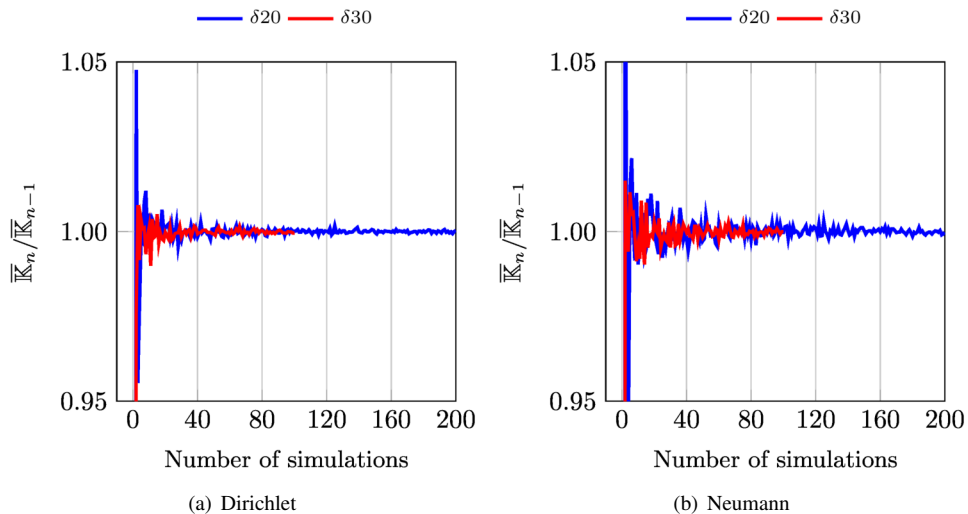 δ20 δ30
1.05
1.00
0.95
𝕂̅ₙ/𝕂̅ₙ₋₁
0 40 80 120 160 200
Number of simulations
(a) Dirichlet
δ20 δ30
1.05
1.00
0.95
𝕂̅ₙ/𝕂̅ₙ₋₁
0 40 80 120 160 200
Number of simulations
(b) Neumann